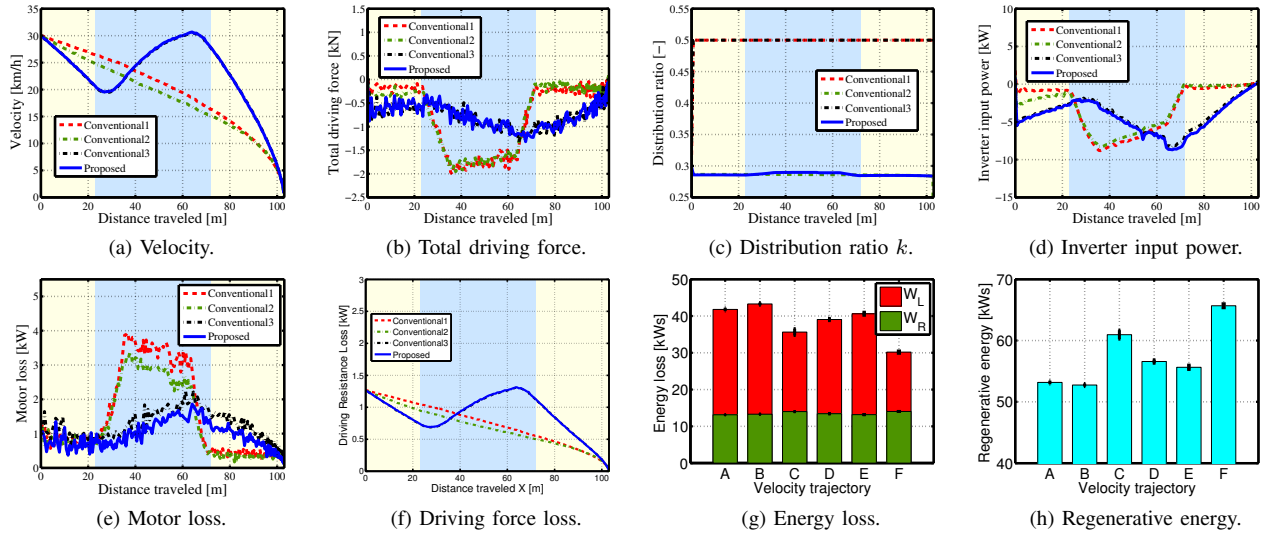 35
30
25
20
15
10
5
0
Velocity [km/h]
Conventional1
Conventional2
Conventional3
Proposed
0 20 40 60 80 100
Distance traveled [m]
(a) Velocity.
1.5
1
0.5
0
−0.5
−1
−1.5
−2
−2.5
Total driving force [kN]
Conventional1
Conventional2
Conventional3
Proposed
0 20 40 60 80 100
Distance traveled [m]
(b) Total driving force.
0.55
0.5
0.45
0.4
0.35
0.3
0.25
Distribution ratio [−]
Conventional1
Conventional2
Conventional3
Proposed
0 20 40 60 80 100
Distance traveled [m]
(c) Distribution ratio k.
10
5
0
−5
−10
−15
Inverter input power [kW]
Conventional1
Conventional2
Conventional3
Proposed
0 20 40 60 80 100
Distance traveled [m]
(d) Inverter input power.
5
4
3
2
1
0
Motor loss [kW]
Conventional1
Conventional2
Conventional3
Proposed
0 20 40 60 80 100
Distance traveled [m]
(e) Motor loss.
3
2.5
2
1.5
1
0.5
0
Driving Resistance Loss [kW]
Conventional1
Conventional2
Conventional3
Proposed
0 20 40 60 80 100
Distance traveled X [m]
(f) Driving force loss.
50
40
30
20
10
0
Energy loss [kWs]
W_L
W_R
A B C D E F
Velocity trajectory
(g) Energy loss.
70
60
50
40
Regenerative energy [kWs]
A B C D E F
Velocity trajectory
(h) Regenerative energy.